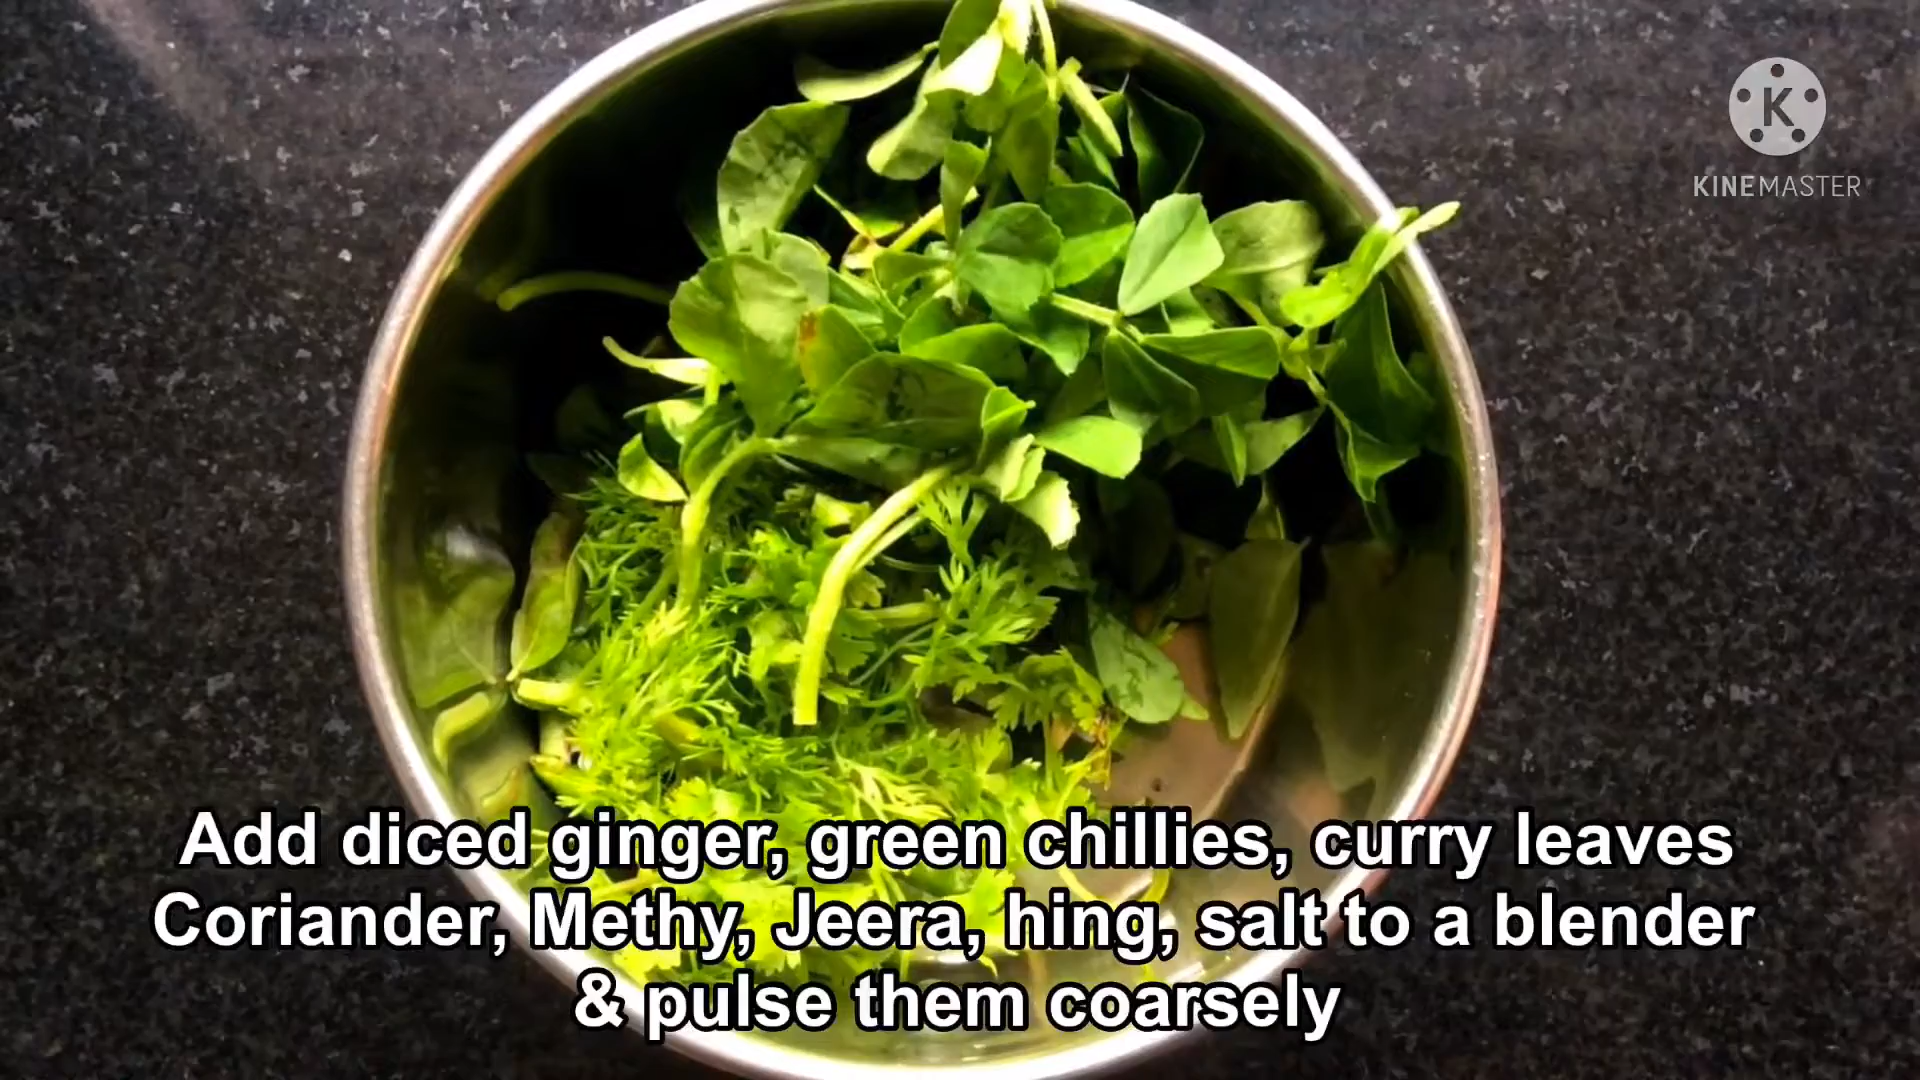 K
KINEMASTER
Add diced ginger, green chillies, curry leaves
Coriander, Methy, Jeera, hing, salt to a blender
& pulse them coarsely